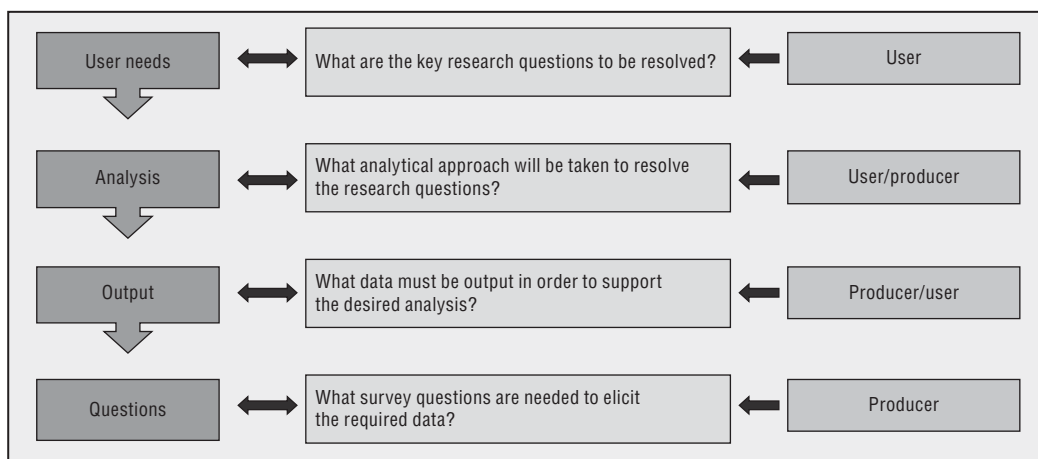 User needs
What are the key research questions to be resolved?
User
Analysis
What analytical approach will be taken to resolve
the research questions?
User/producer
Output
What data must be output in order to support
the desired analysis?
Producer/user
Questions
What survey questions are needed to elicit
the required data?
Producer